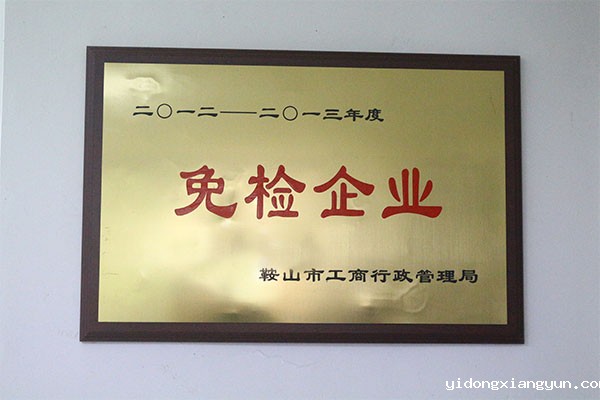 二〇一二——二〇一三年度
免检企业
鞍山市工商行政管理局
yidongxiangyun.com